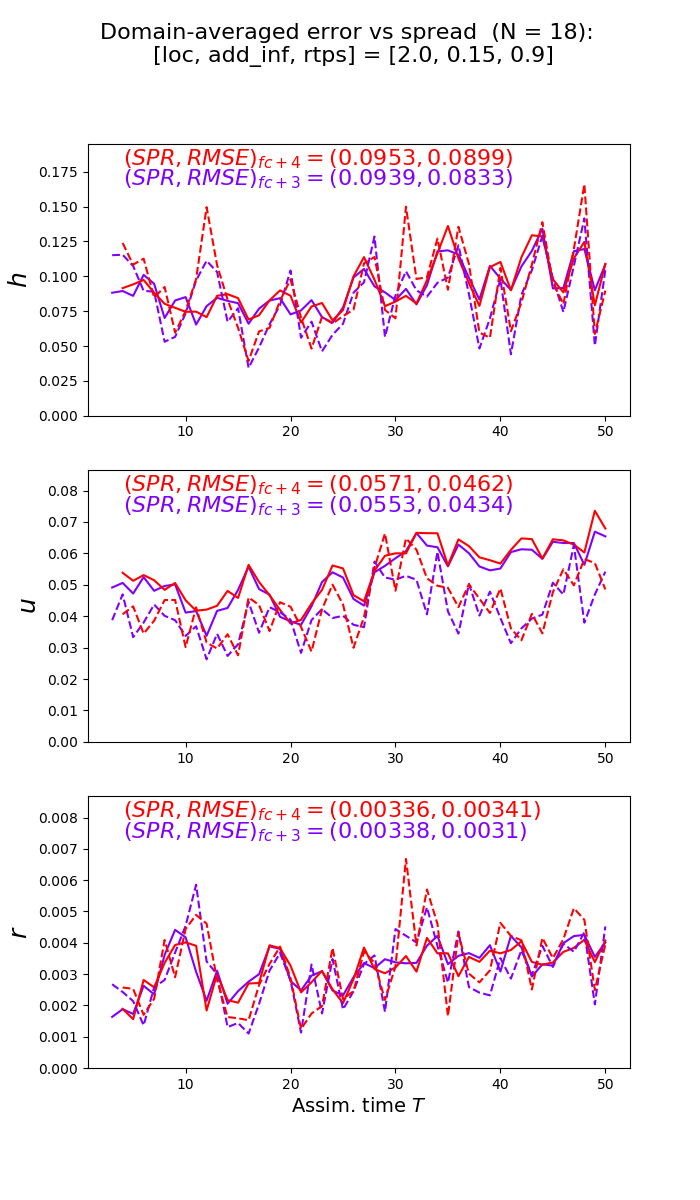 Domain-averaged error vs spread (N = 18):
[loc, add_inf, rtps] = [2.0, 0.15, 0.9]
(SPR, RMSE)fc+4 = (0.0953, 0.0899)
(SPR, RMSE)fc+3 = (0.0939, 0.0833)
0.175
0.150
0.125
0.100
0.075
0.050
0.025
0.000
h
10 20 30 40 50
(SPR, RMSE)fc+4 = (0.0571, 0.0462)
(SPR, RMSE)fc+3 = (0.0553, 0.0434)
0.08
0.07
0.06
0.05
0.04
0.03
0.02
0.01
0.00
u
10 20 30 40 50
(SPR, RMSE)fc+4 = (0.00336, 0.00341)
(SPR, RMSE)fc+3 = (0.00338, 0.0031)
0.008
0.007
0.006
0.005
0.004
0.003
0.002
0.001
0.000
r
10 20 30 40 50
Assim. time T